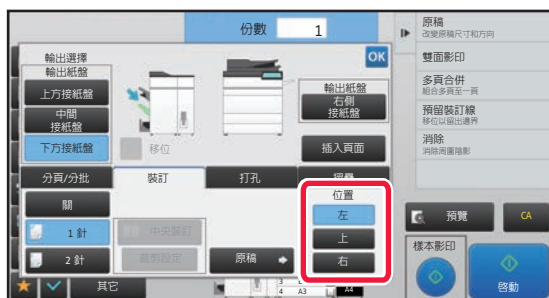 份數 1
原稿
改變原稿尺寸和方向
雙面影印
多頁合併
組合多頁至一頁
預留裝訂線
移位以留出邊界
消除
消除周圍陰影
OK
輸出選擇
輸出紙盤
上方接紙盤
中間
接紙盤
下方接紙盤
移位
輸出紙盤
右側
接紙盤
插入頁面
分頁/分批
裝訂
打孔
關
1 針
2 針
中央裝訂
裁剪設定
原稿
位置
左
上
右
預覽
CA
樣本影印
啓動
其它
3
4 A3
A4